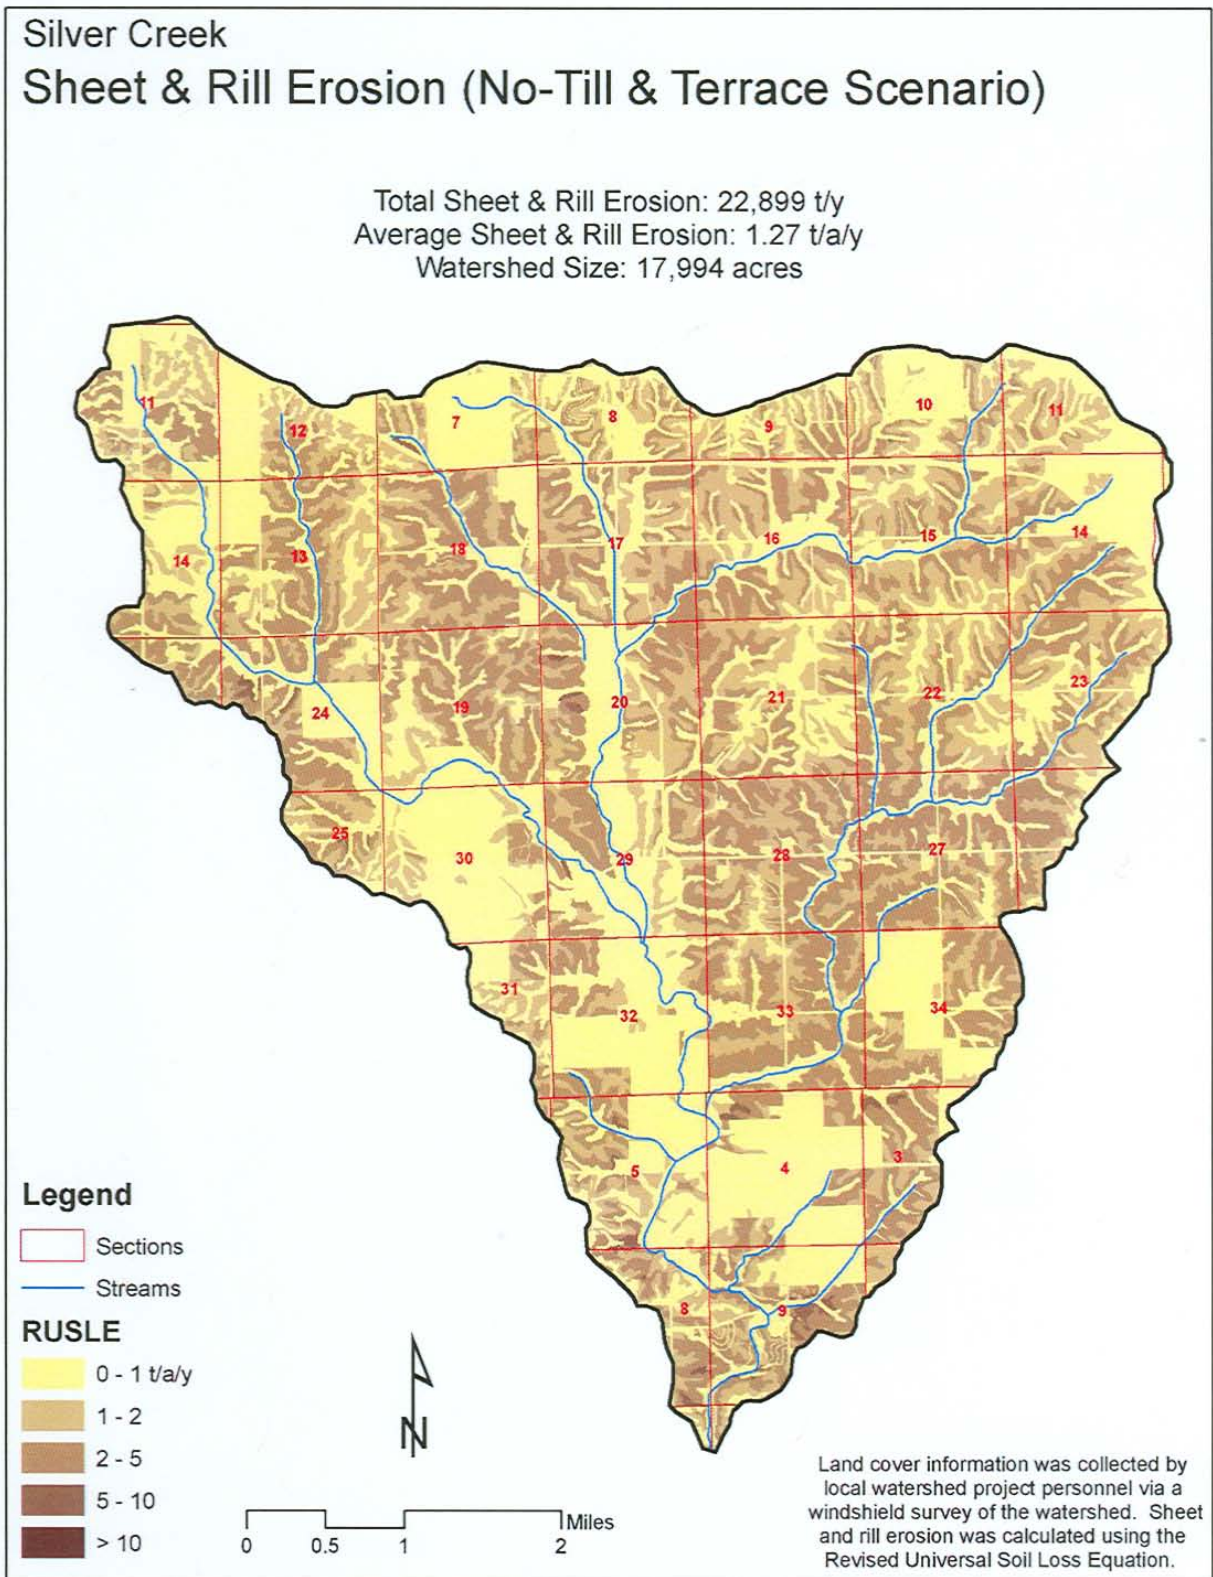 Silver Creek
Sheet & Rill Erosion (No-Till & Terrace Scenario)
Total Sheet & Rill Erosion: 22,899 t/y
Average Sheet & Rill Erosion: 1.27 t/a/y
Watershed Size: 17,994 acres
11
12
7
8
9
10
11
14
13
18
17
16
15
14
24
19
20
21
22
23
25
30
29
28
27
31
32
33
34
5
4
3
8
9
Legend
Sections
Streams
RUSLE
0 - 1 t/a/y
1 - 2
2 - 5
5 - 10
> 10
N
Miles
0 0.5 1 2
Land cover information was collected by
local watershed project personnel via a
windshield survey of the watershed. Sheet
and rill erosion was calculated using the
Revised Universal Soil Loss Equation.